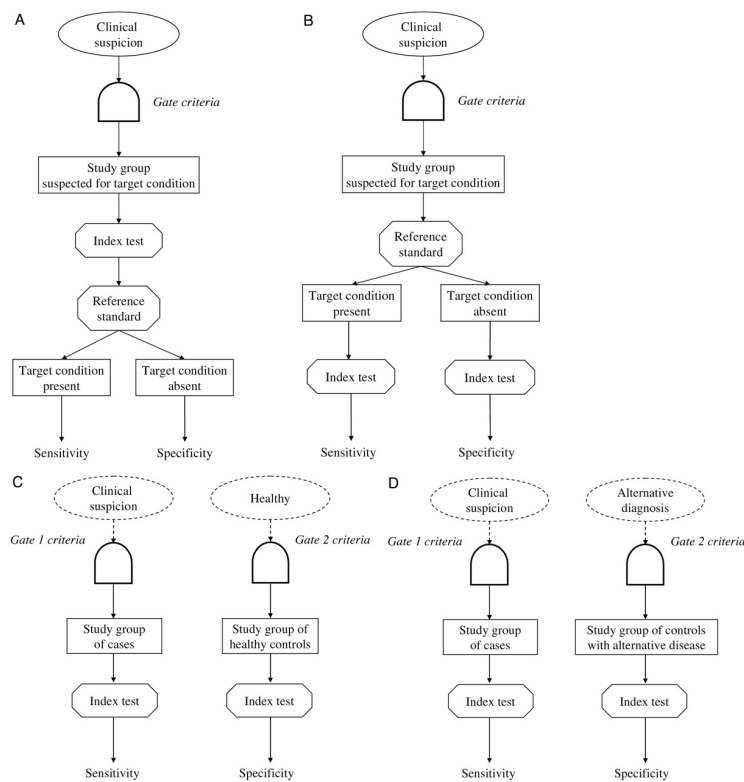 A
Clinical
suspicion
Gate criteria
Study group
suspected for target condition
Index test
Reference
standard
Target condition
present
Target condition
absent
Sensitivity
Specificity
B
Clinical
suspicion
Gate criteria
Study group
suspected for target condition
Reference
standard
Target condition
present
Target condition
absent
Index test
Index test
Sensitivity
Specificity
C
Clinical
suspicion
Healthy
Gate 1 criteria
Gate 2 criteria
Study group
of cases
Study group of
healthy controls
Index test
Index test
Sensitivity
Specificity
D
Clinical
suspicion
Alternative
diagnosis
Gate 1 criteria
Gate 2 criteria
Study group
of cases
Study group of controls
with alternative disease
Index test
Index test
Sensitivity
Specificity